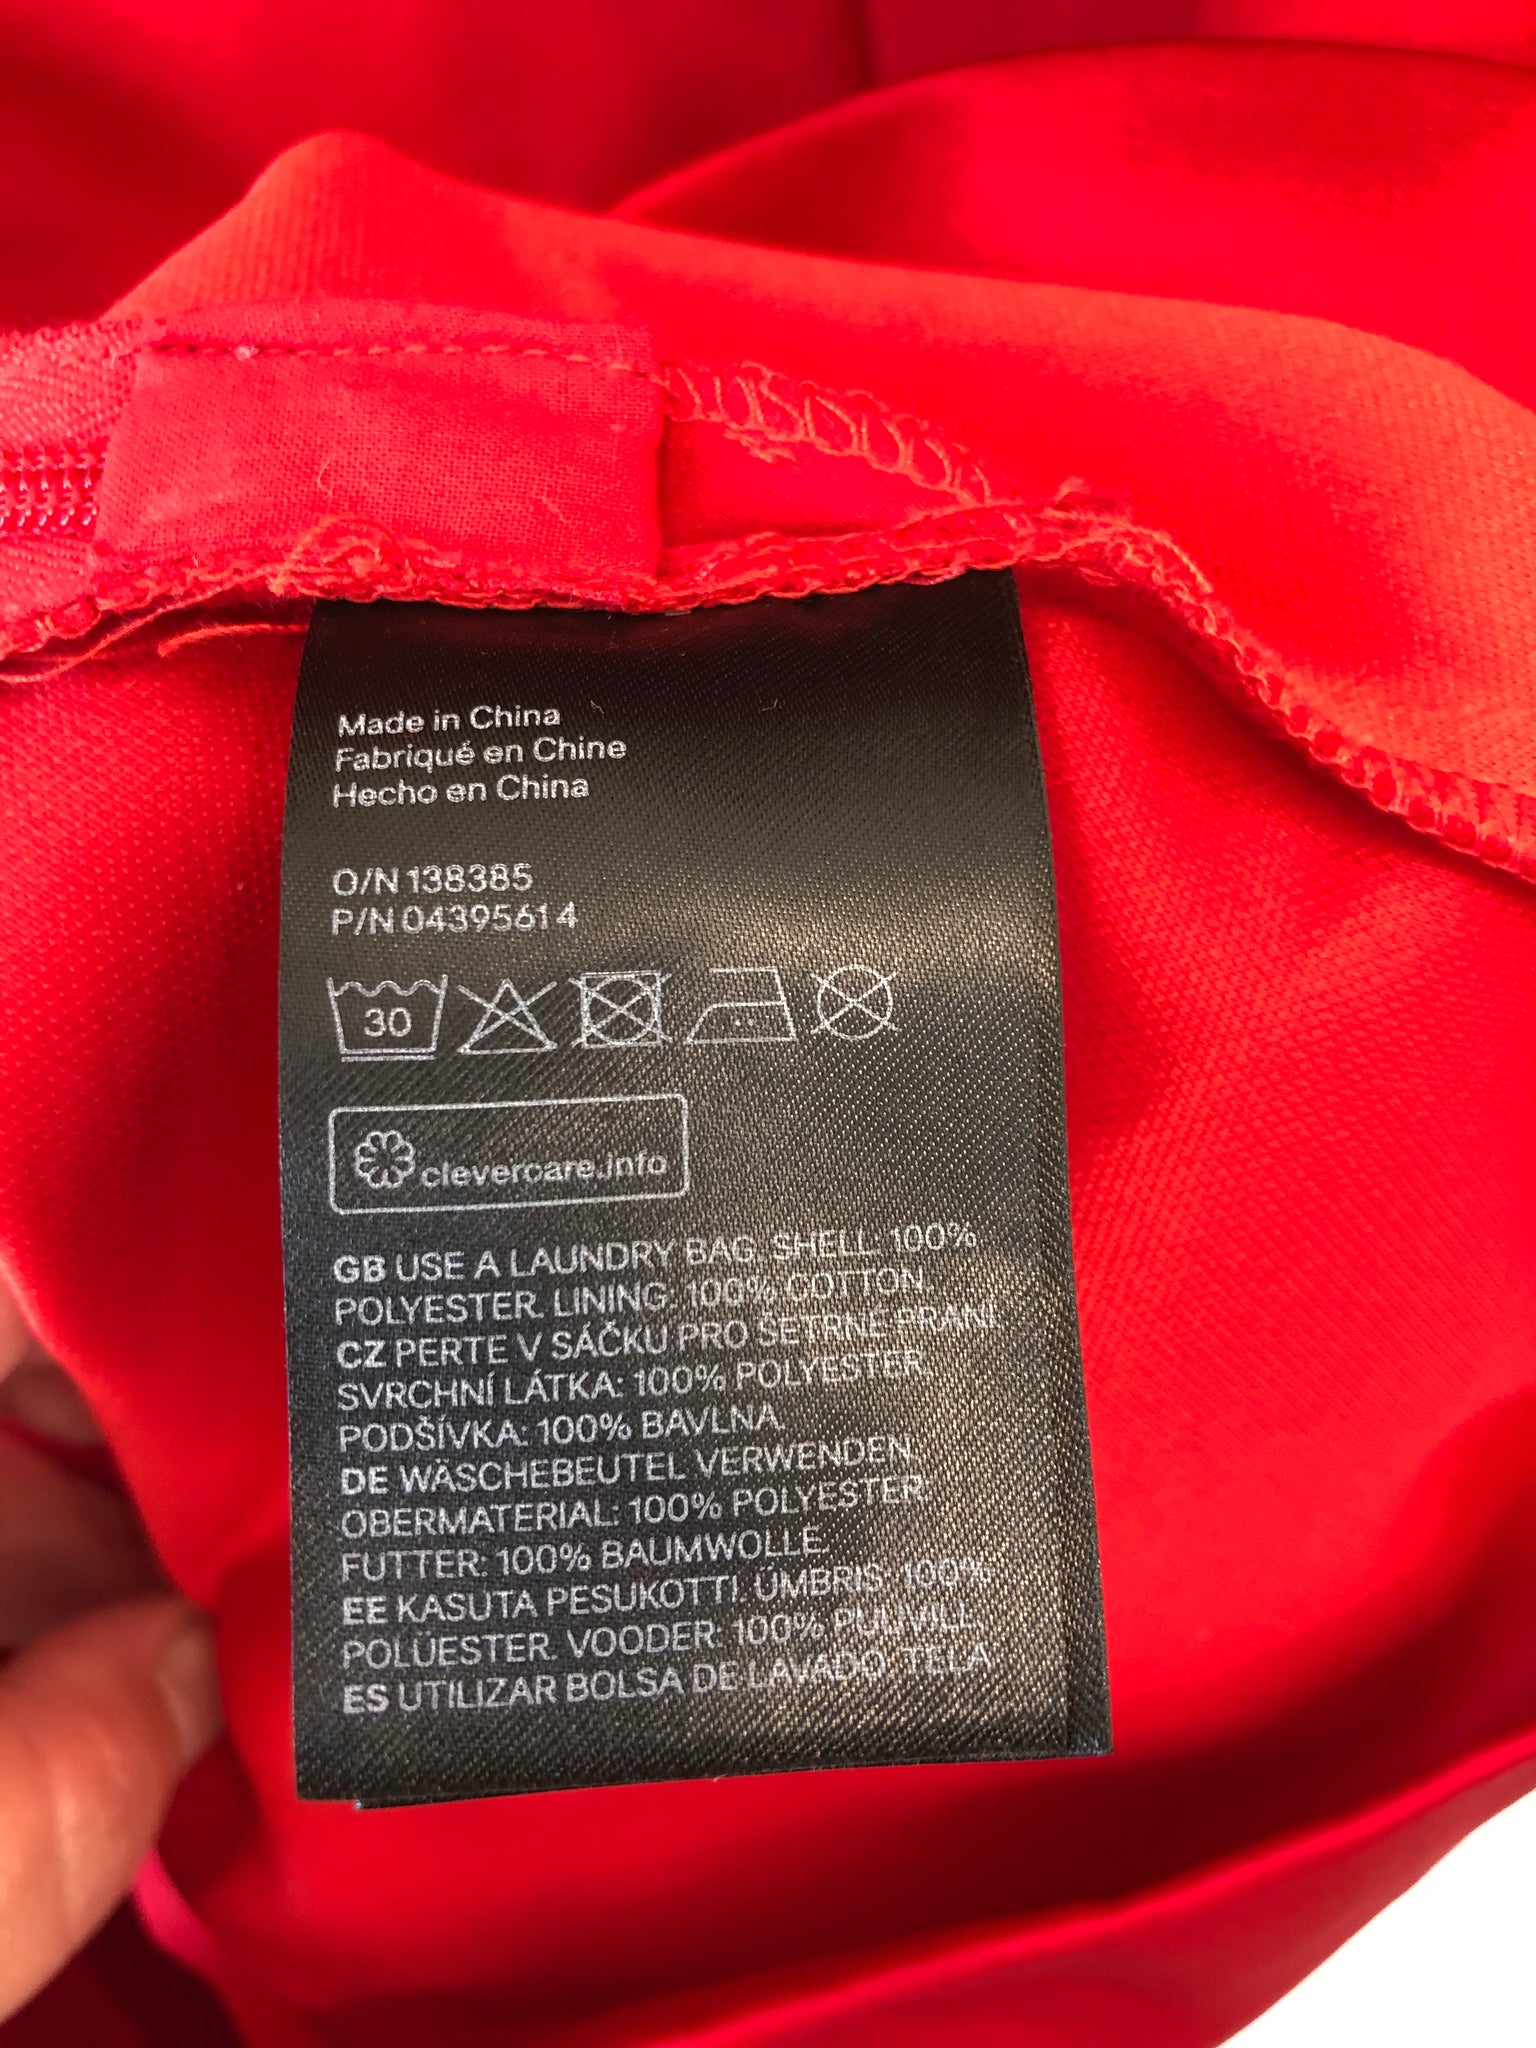 Made in China
Fabriqué en Chine
Hecho en China
O/N 138385
P/N 04395614
30
clevercare.info
GB USE A LAUNDRY BAG. SHELL: 100%
POLYESTER. LINING: 100% COTTON.
CZ PERTE V SÁČKU PRO ŠETRNÉ PRANÍ
SVRCHNÍ LÁTKA: 100% POLYESTER.
PODŠÍVKA: 100% BAVLNA.
DE WÄSCHEBEUTEL VERWENDEN.
OBERMATERIAL: 100% POLYESTER
FUTTER: 100% BAUMWOLLE.
EE KASUTA PESUKOTTI. ÜMBRIS: 100%
POLÜESTER. VOODER: 100% PUUVILL
ES UTILIZAR BOLSA DE LAVADO. TELA